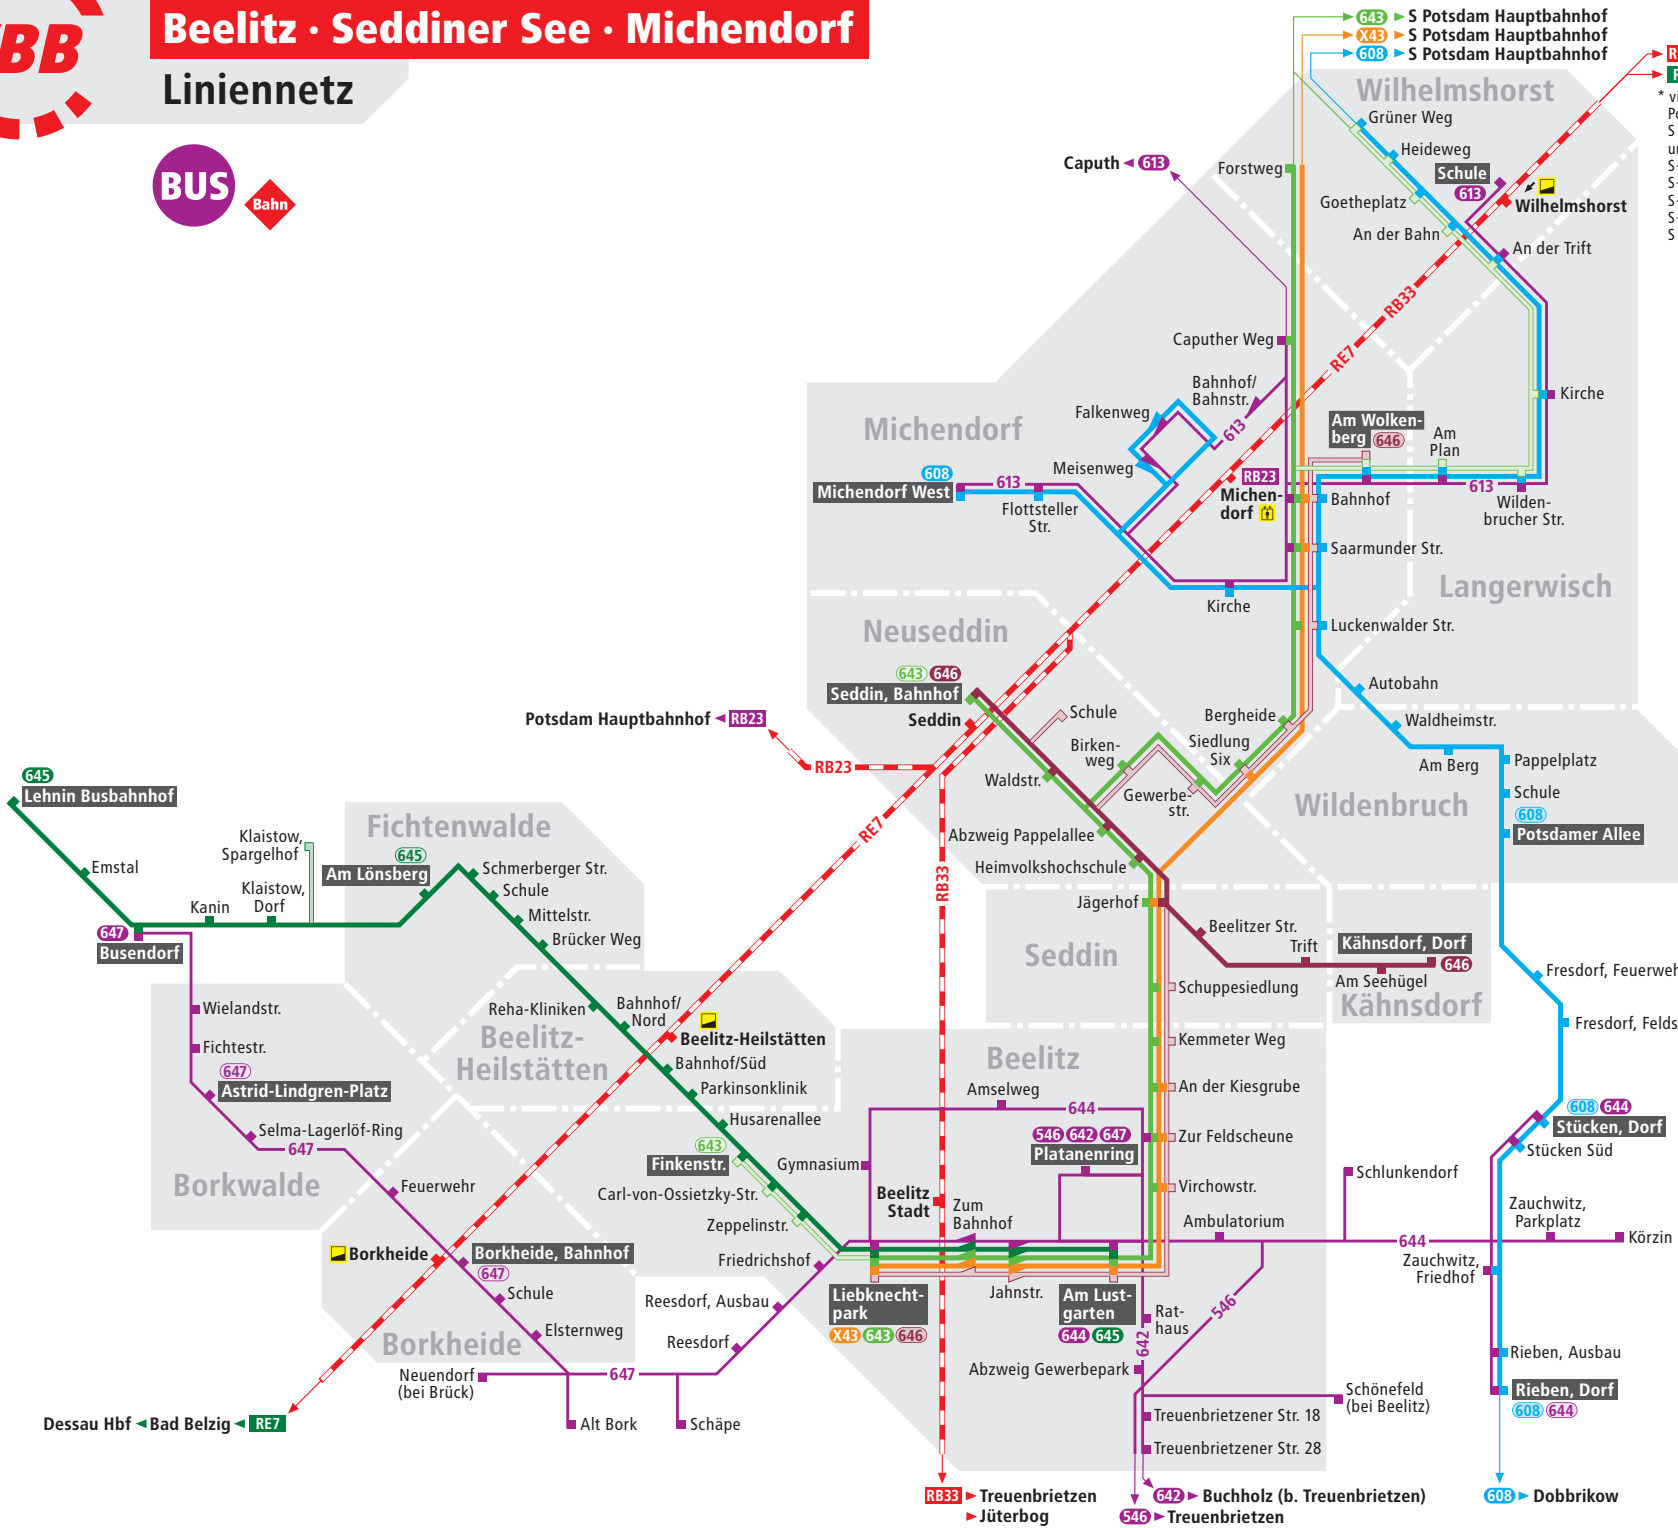 BB
Beelitz · Seddiner See · Michendorf
Liniennetz
BUS
Bahn
643 S Potsdam Hauptbahnhof
X43 S Potsdam Hauptbahnhof
608 S Potsdam Hauptbahnhof
Wilhelmshorst
Grüner Weg
Heideweg
Schule
613
Wilhelmshorst
Caputh 613
Forstweg
Goetheplatz
An der Bahn
An der Trift
RB33
RE7
Caputher Weg
Bahnhof/
Bahnstr.
Falkenweg
613
Meisenweg
Kirche
Am Wolken-
berg 646
Am
Plan
Michendorf
608
Michendorf West
613
Flottsteller
Str.
RB23
Michen-
dorf
Bahnhof
613
Wilden-
brucher Str.
Saarmunder Str.
Kirche
Langerwisch
Luckenwalder Str.
Neuseddin
643 646
Seddin, Bahnhof
Seddin
Autobahn
Waldheimstr.
Am Berg
Pappelplatz
Schule
608
Potsdamer Allee
Wildenbruch
Schule
Bergheide
Siedlung
Six
Birken-
weg
Gewerbe-
str.
Waldstr.
Abzweig Pappelallee
Heimvolkshochschule
Potsdam Hauptbahnhof RB23
RB23
RE7
RB33
645
Lehnin Busbahnhof
Emstal
Kanin
Klaistow,
Dorf
Klaistow,
Spargelhof
Fichtenwalde
645
Am Lönsberg
Schmerberger Str.
Schule
Mittelstr.
Brücker Weg
647
Busendorf
Wielandstr.
Fichtestr.
647
Astrid-Lindgren-Platz
Selma-Lagerlöf-Ring
647
Borkwalde
Feuerwehr
Reha-Kliniken
Bahnhof/
Nord
Beelitz-
Heilstätten
Beelitz-Heilstätten
Bahnhof/Süd
Parkinsonklinik
Husarenallee
643
Finkenstr.
Carl-von-Ossietzky-Str.
Zeppelinstr.
Friedrichshof
Jägerhof
Beelitzer Str.
Trift
Kähnsdorf, Dorf
646
Am Seehügel
Kähnsdorf
Seddin
Schuppesiedlung
Kemmeter Weg
An der Kiesgrube
Zur Feldscheune
Virchowstr.
Beelitz
Amselweg
644
546 642 647
Platanenring
Gymnasium
Beelitz
Stadt
Zum
Bahnhof
Ambulatorium
Schlunkendorf
644
Zauchwitz,
Parkplatz
Körzin
Zauchwitz,
Friedhof
Fresdorf, Feuerweh
Fresdorf, Felds
608 644
Stücken, Dorf
Stücken Süd
Rieben, Ausbau
Rieben, Dorf
608 644
608 Dobbrikow
Borkheide
Borkheide, Bahnhof
647
Schule
Elsternweg
Borkheide
Reesdorf, Ausbau
Reesdorf
Neuendorf
(bei Brück)
647
Alt Bork
Schäpe
Dessau Hbf Bad Belzig RE7
Liebknecht-
park
X43 643 646
Jahnstr.
Am Lust-
garten
644 645
Rat-
haus
642
546
Abzweig Gewerbepark
Schönefeld
(bei Beelitz)
Treuenbrietzener Str. 18
Treuenbrietzener Str. 28
RB33 Treuenbrietzen
Jüterbog
642 Buchholz (b. Treuenbrietzen)
546 Treuenbrietzen